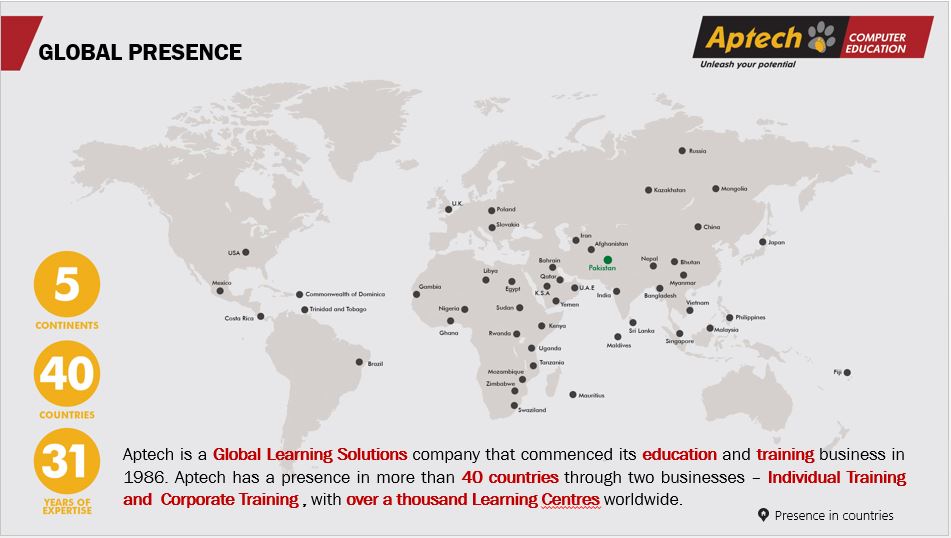 GLOBAL PRESENCE
Aptech
COMPUTER
EDUCATION
Unleash your potential
Russia
Kazakhstan
Mongolia
U.K.
Poland
Slovakia
China
Iran
Afghanistan
Japan
USA
Pakistan
Nepal
Bhutan
Bahrain
Libya
Qatar
Myanmar
Mexico
Egypt
Gambia
K.S.A
U.A.E
India
Bangladesh
Commonwealth of Dominica
Yemen
Vietnam
Trinidad and Tobago
Nigeria
Sudan
Costa Rica
Philippines
Ghana
Kenya
Sri Lanka
Malaysia
Rwanda
Maldives
Singapore
Uganda
Brazil
Tanzania
Mozambique
Fiji
Zimbabwe
Mauritius
Swaziland
5
CONTINENTS
40
COUNTRIES
31
YEARS OF
EXPERTISE
Aptech is a Global Learning Solutions company that commenced its education and training business in
1986. Aptech has a presence in more than 40 countries through two businesses – Individual Training
and Corporate Training , with over a thousand Learning Centres worldwide.
Presence in countries